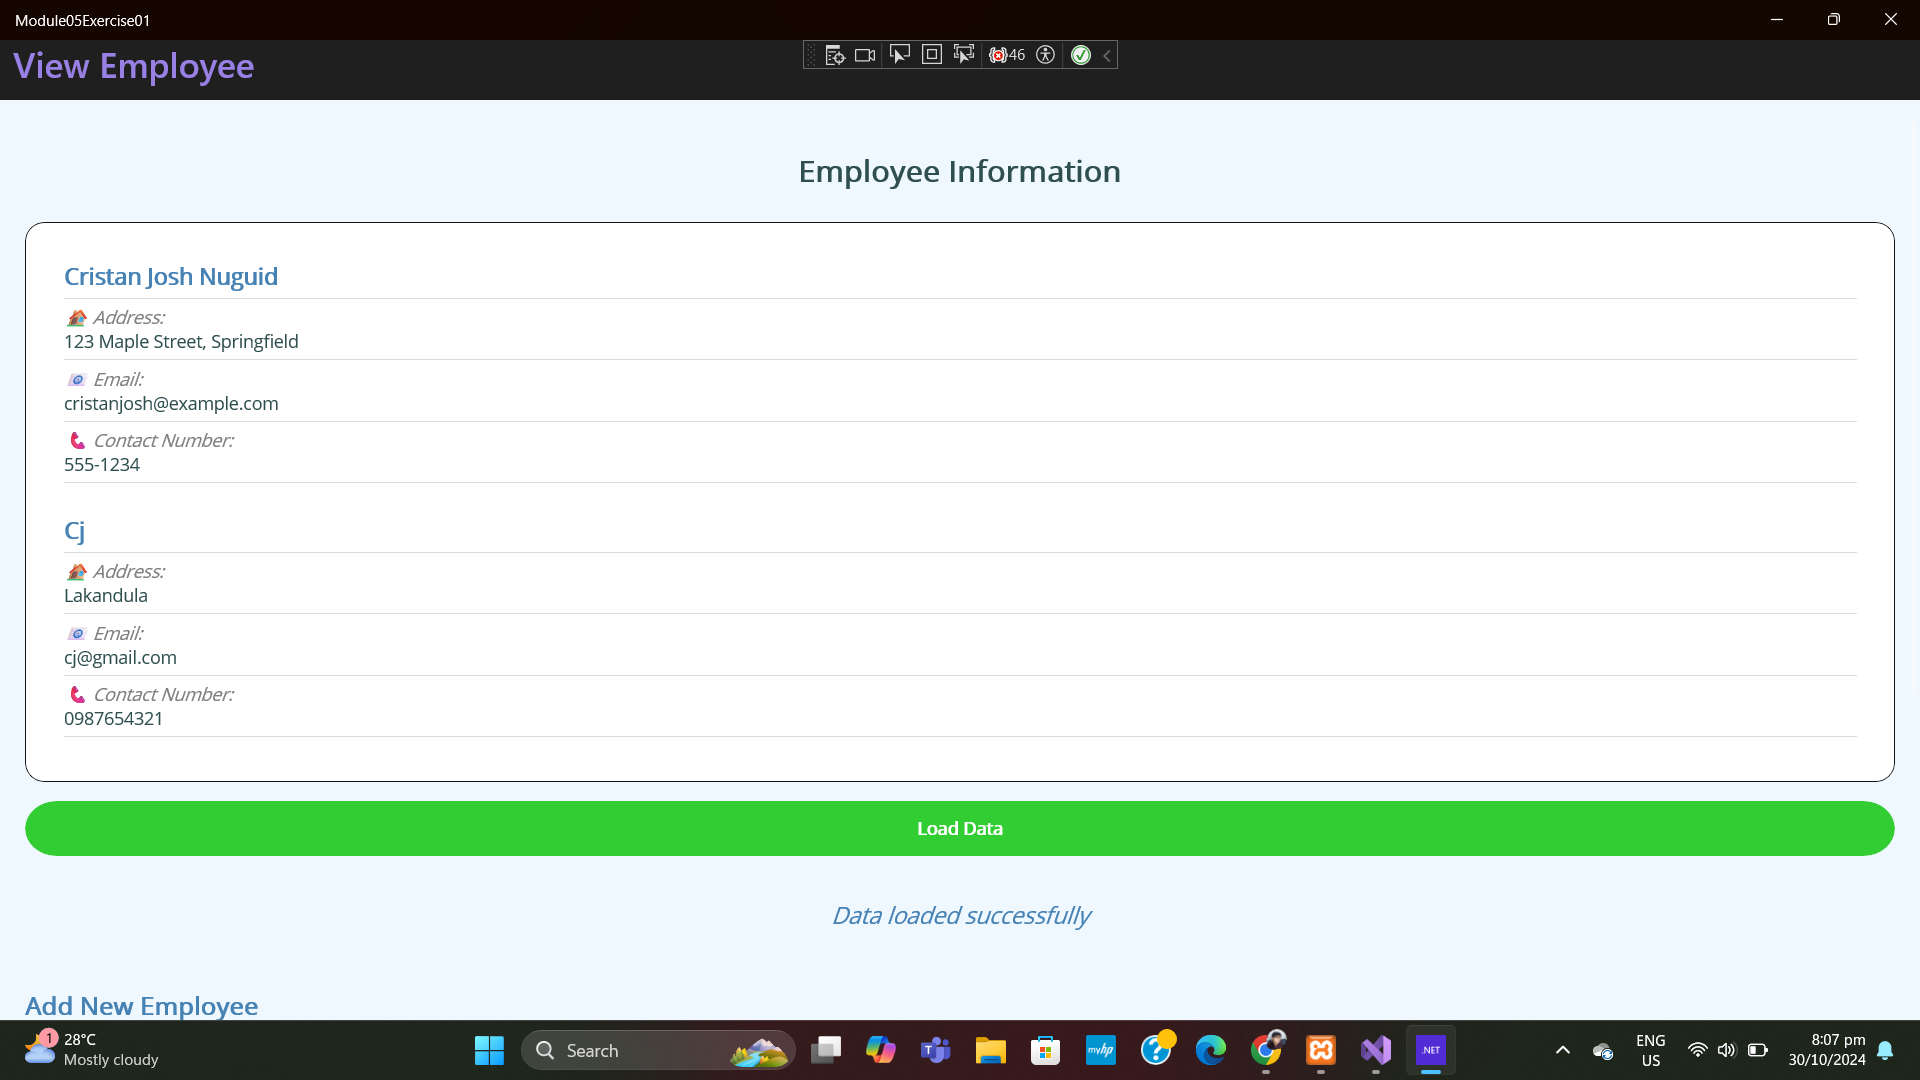 Module05Exercise01
View Employee
46
Employee Information
Cristan Josh Nuguid
Address:
123 Maple Street, Springfield
Email:
cristanjosh@example.com
Contact Number:
555-1234
Cj
Address:
Lakandula
Email:
cj@gmail.com
Contact Number:
0987654321
Load Data
Data loaded successfully
Add New Employee
1
28°C
Mostly cloudy
Search
T
myhp
?
.NET
ENG
US
8:07 pm
30/10/2024